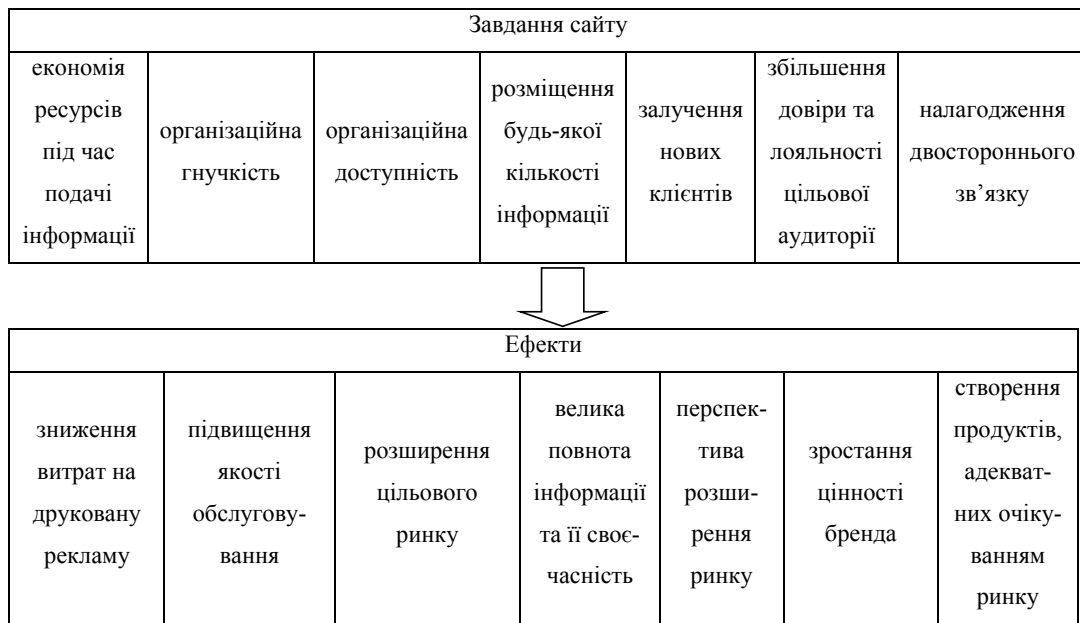 Завдання сайту
економія
ресурсів
під час
подачі
інформації
організаційна
гнучкість
організаційна
доступність
розміщення
будь-якої
кількості
інформації
залучення
нових
клієнтів
збільшення
довіри та
лояльності
цільової
аудиторії
налагодження
двостороннього
зв’язку
Ефекти
зниження
витрат на
друковану
рекламу
підвищення
якості
обслугову-
вання
розширення
цільового
ринку
велика
повнота
інформації
та її своє-
часність
перспек-
тива
розши-
рення
ринку
зростання
цінності
бренда
створення
продуктів,
адекват-
них очіку-
ванням
ринку